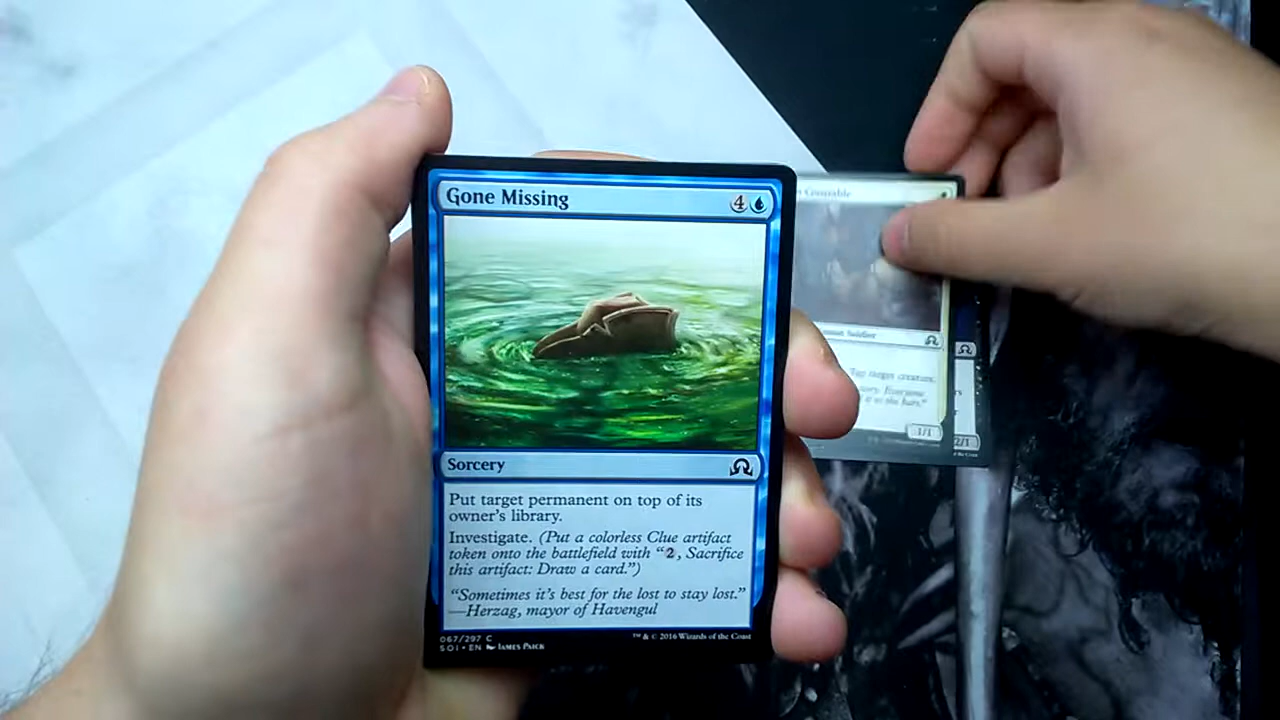 Gone Missing
4
Sorcery
Put target permanent on top of its
owner's library.
Investigate. (Put a colorless Clue artifact
token onto the battlefield with "2, Sacrifice
this artifact: Draw a card.")
"Sometimes it's best for the lost to stay lost."
—Herzag, mayor of Havengul
067/297 C
SOI • EN James Paick
™ & © 2016 Wizards of the Coast
Constable
Soldier
Tap target creature.
Everyone
1/1
2/1